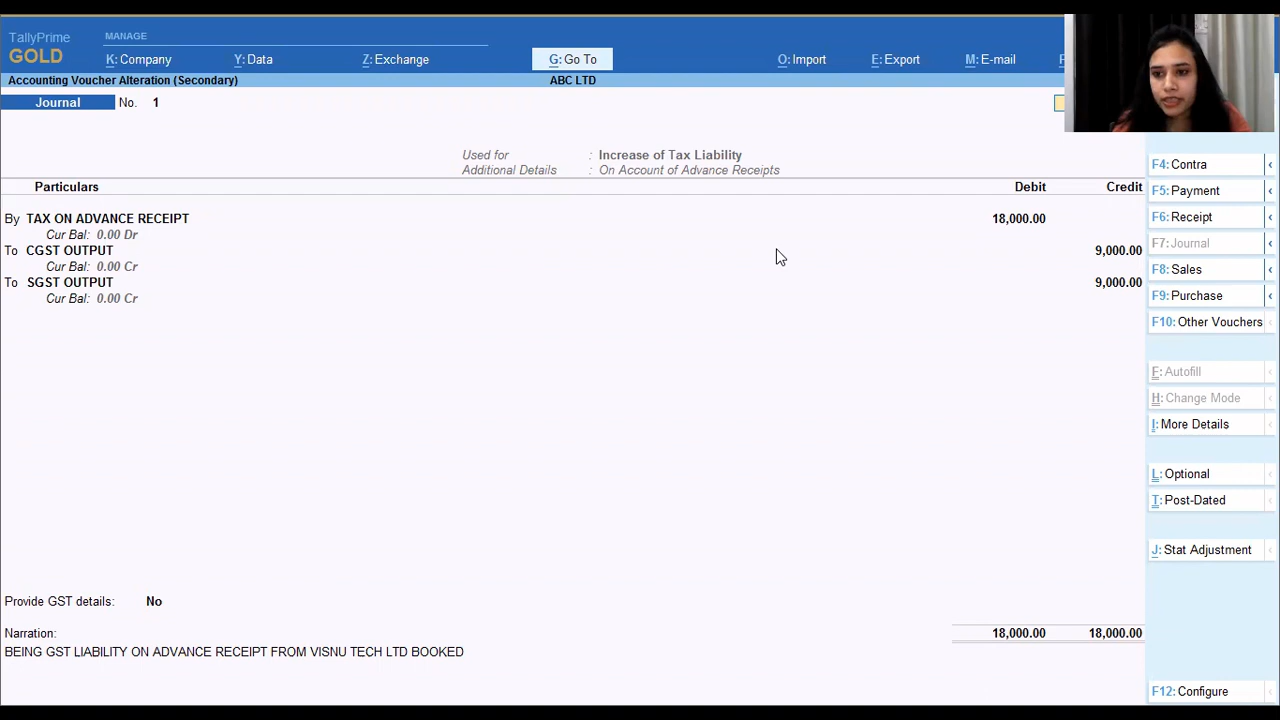 TallyPrime
GOLD
MANAGE
K: Company
Y: Data
Z: Exchange
G: Go To
O: Import
E: Export
M: E-mail
Accounting Voucher Alteration (Secondary)
ABC LTD
Journal No. 1
Used for : Increase of Tax Liability
Additional Details : On Account of Advance Receipts
Particulars Debit Credit
By TAX ON ADVANCE RECEIPT 18,000.00
Cur Bal: 0.00 Dr
To CGST OUTPUT 9,000.00
Cur Bal: 0.00 Cr
To SGST OUTPUT 9,000.00
Cur Bal: 0.00 Cr
Provide GST details: No
Narration: 18,000.00 18,000.00
BEING GST LIABILITY ON ADVANCE RECEIPT FROM VISNU TECH LTD BOOKED
F4: Contra
F5: Payment
F6: Receipt
F7: Journal
F8: Sales
F9: Purchase
F10: Other Vouchers
F: Autofill
H: Change Mode
I: More Details
L: Optional
T: Post-Dated
J: Stat Adjustment
F12: Configure